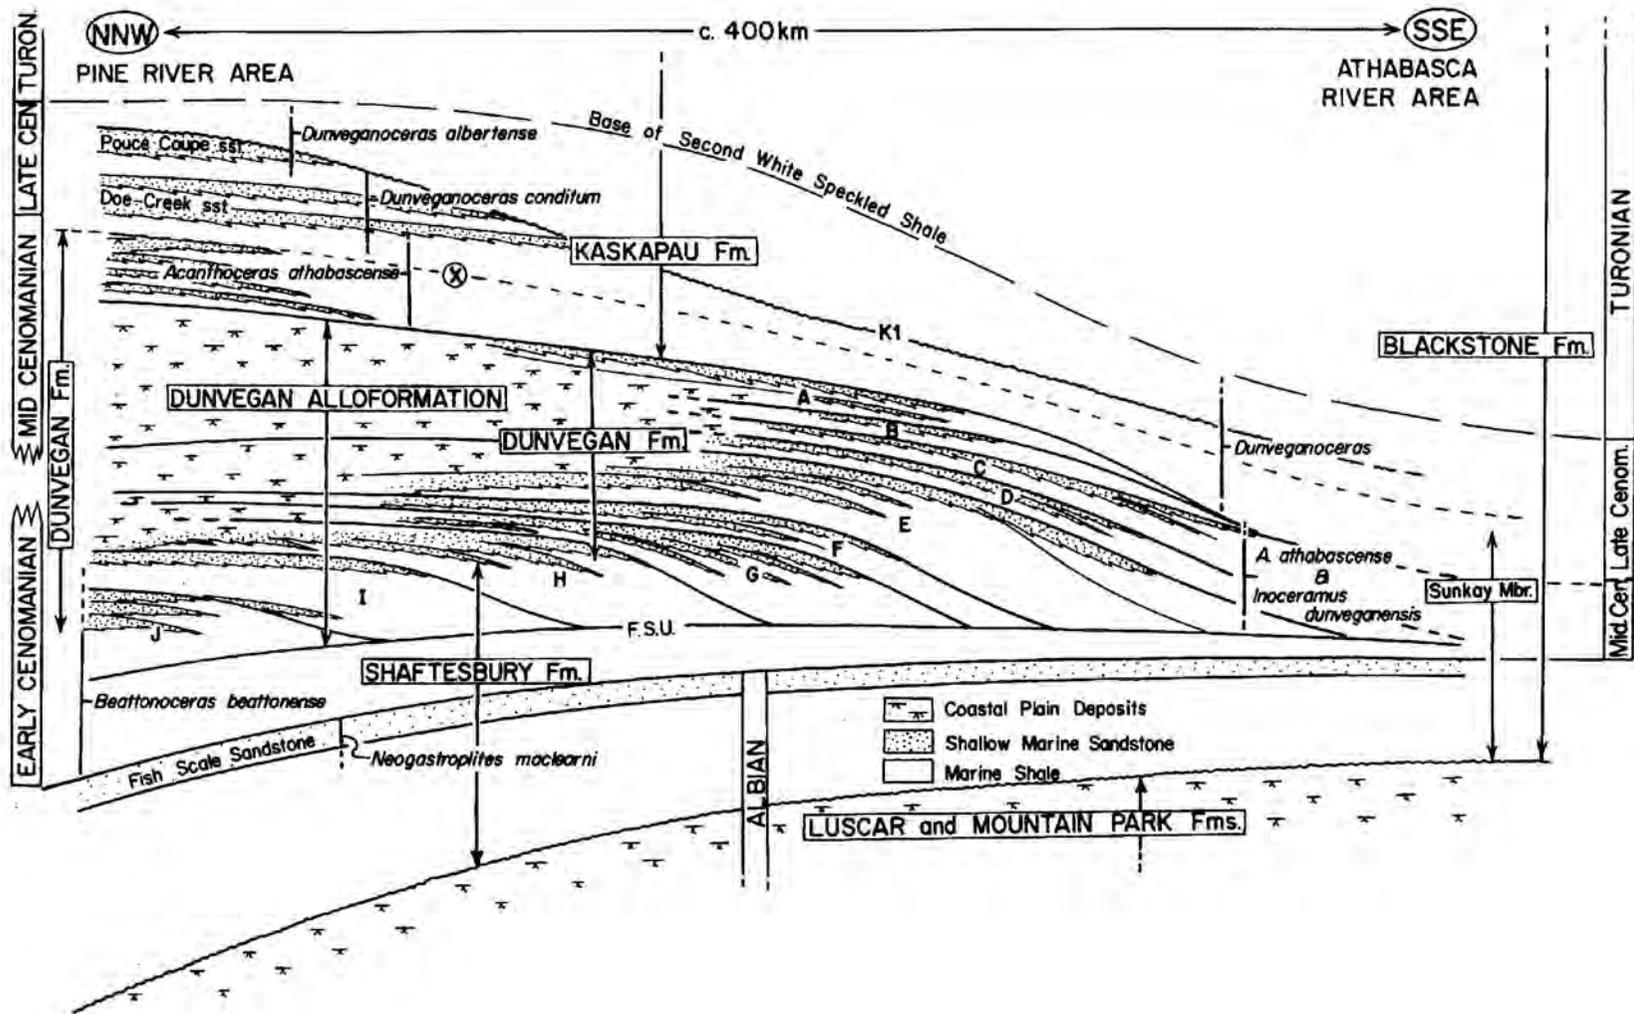 NNW
c. 400km
SSE
PINE RIVER AREA
ATHABASCA
RIVER AREA
TURON.
LATE CEN
MID CENOMANIAN
EARLY CENOMANIAN
DUNVEGAN Fm.
Base of Second White Speckled Shale
Dunveganoceras albertense
Pouce Coupe sst
Dunveganoceras conditum
Doe-Creek sst
KASKAPAU Fm.
Acanthoceras athabascense
X
K1
BLACKSTONE Fm.
TURONIAN
DUNVEGAN ALLOFORMATION
A
B
DUNVEGAN Fm.
Dunveganoceras
C
D
E
F
G
H
I
J
A athabascense
&
Inoceramus
dunveganensis
Sunkay Mbr.
Late Cenom.
Mid.Cen.
F.S.U.
SHAFTESBURY Fm.
Beattonoceras beattonense
Fish Scale Sandstone
Neogastroplites maclearni
ALBIAN
Coastal Plain Deposits
Shallow Marine Sandstone
Marine Shale
LUSCAR and MOUNTAIN PARK Fms.